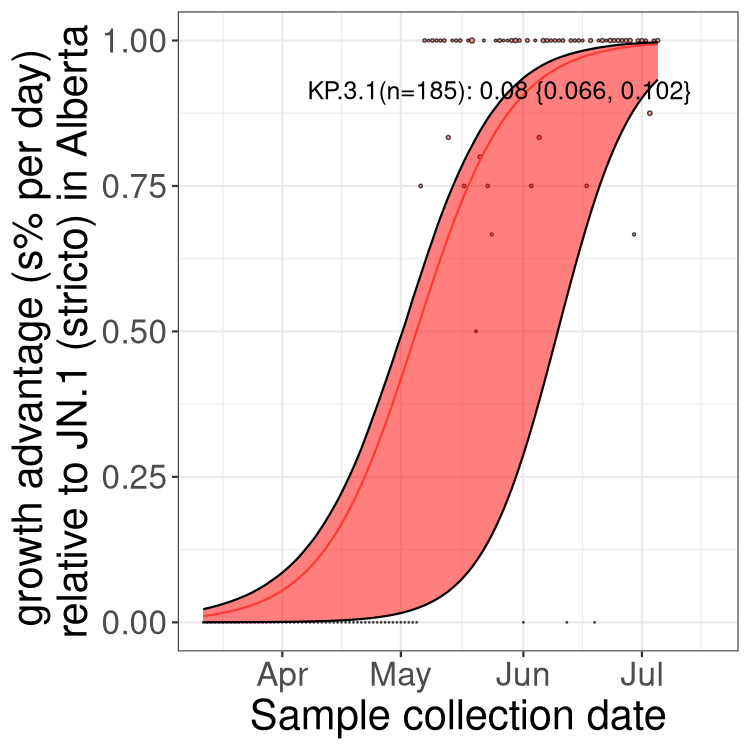 growth advantage (s% per day)
relative to JN.1 (stricto) in Alberta
1.00
0.75
0.50
0.25
0.00
KP.3.1(n=185): 0.08 {0.066, 0.102}
Apr May Jun Jul
Sample collection date